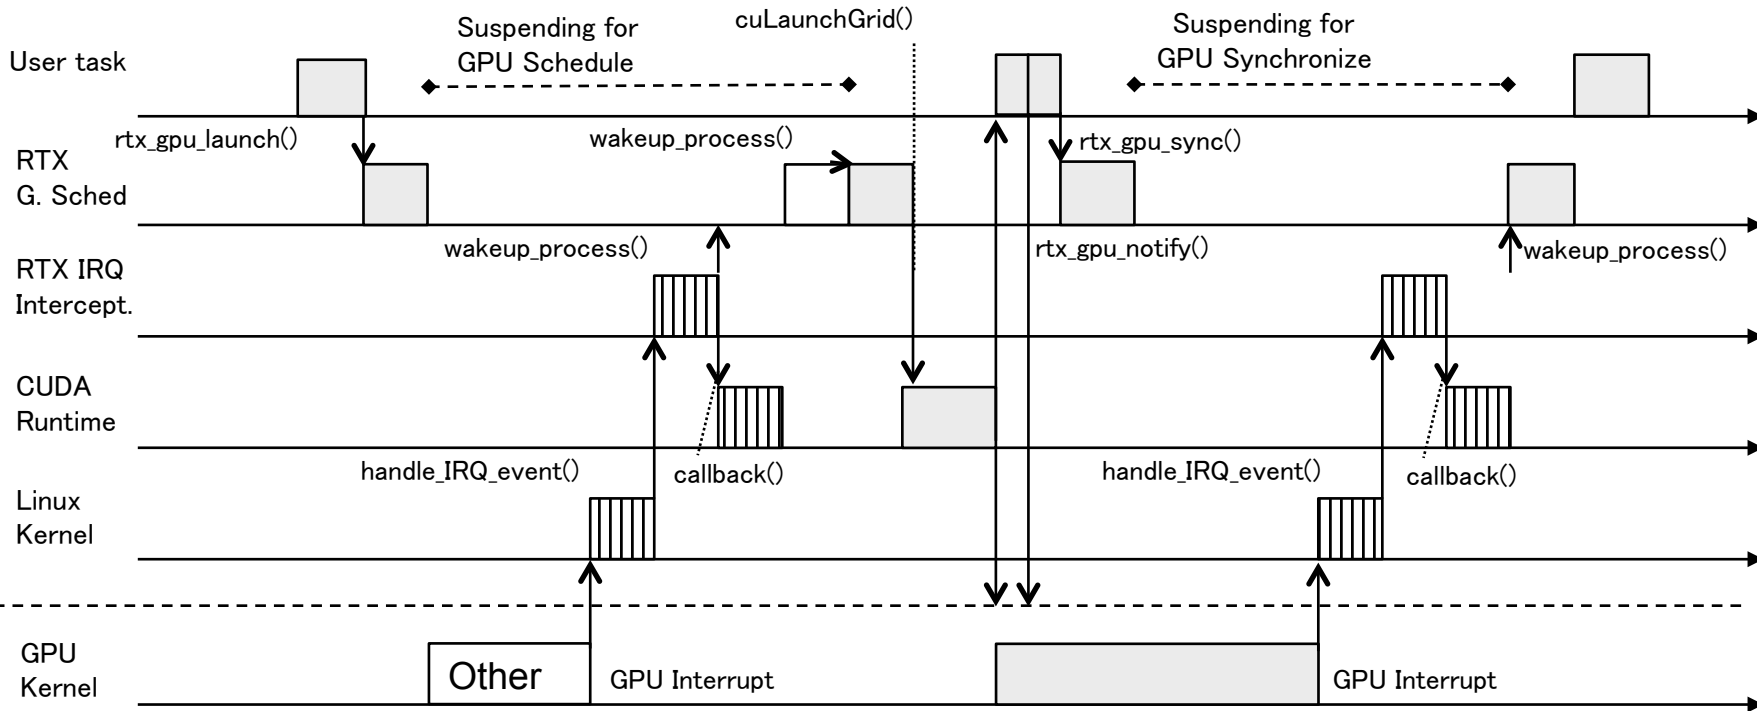 cuLaunchGrid()
Suspending for
GPU Schedule
Suspending for
GPU Synchronize
User task
rtx_gpu_launch()
wakeup_process()
rtx_gpu_sync()
RTX
G. Sched
wakeup_process()
rtx_gpu_notify()
wakeup_process()
RTX IRQ
Intercept.
CUDA
Runtime
handle_IRQ_event()
callback()
handle_IRQ_event()
callback()
Linux
Kernel
GPU
Kernel
Other
GPU Interrupt
GPU Interrupt